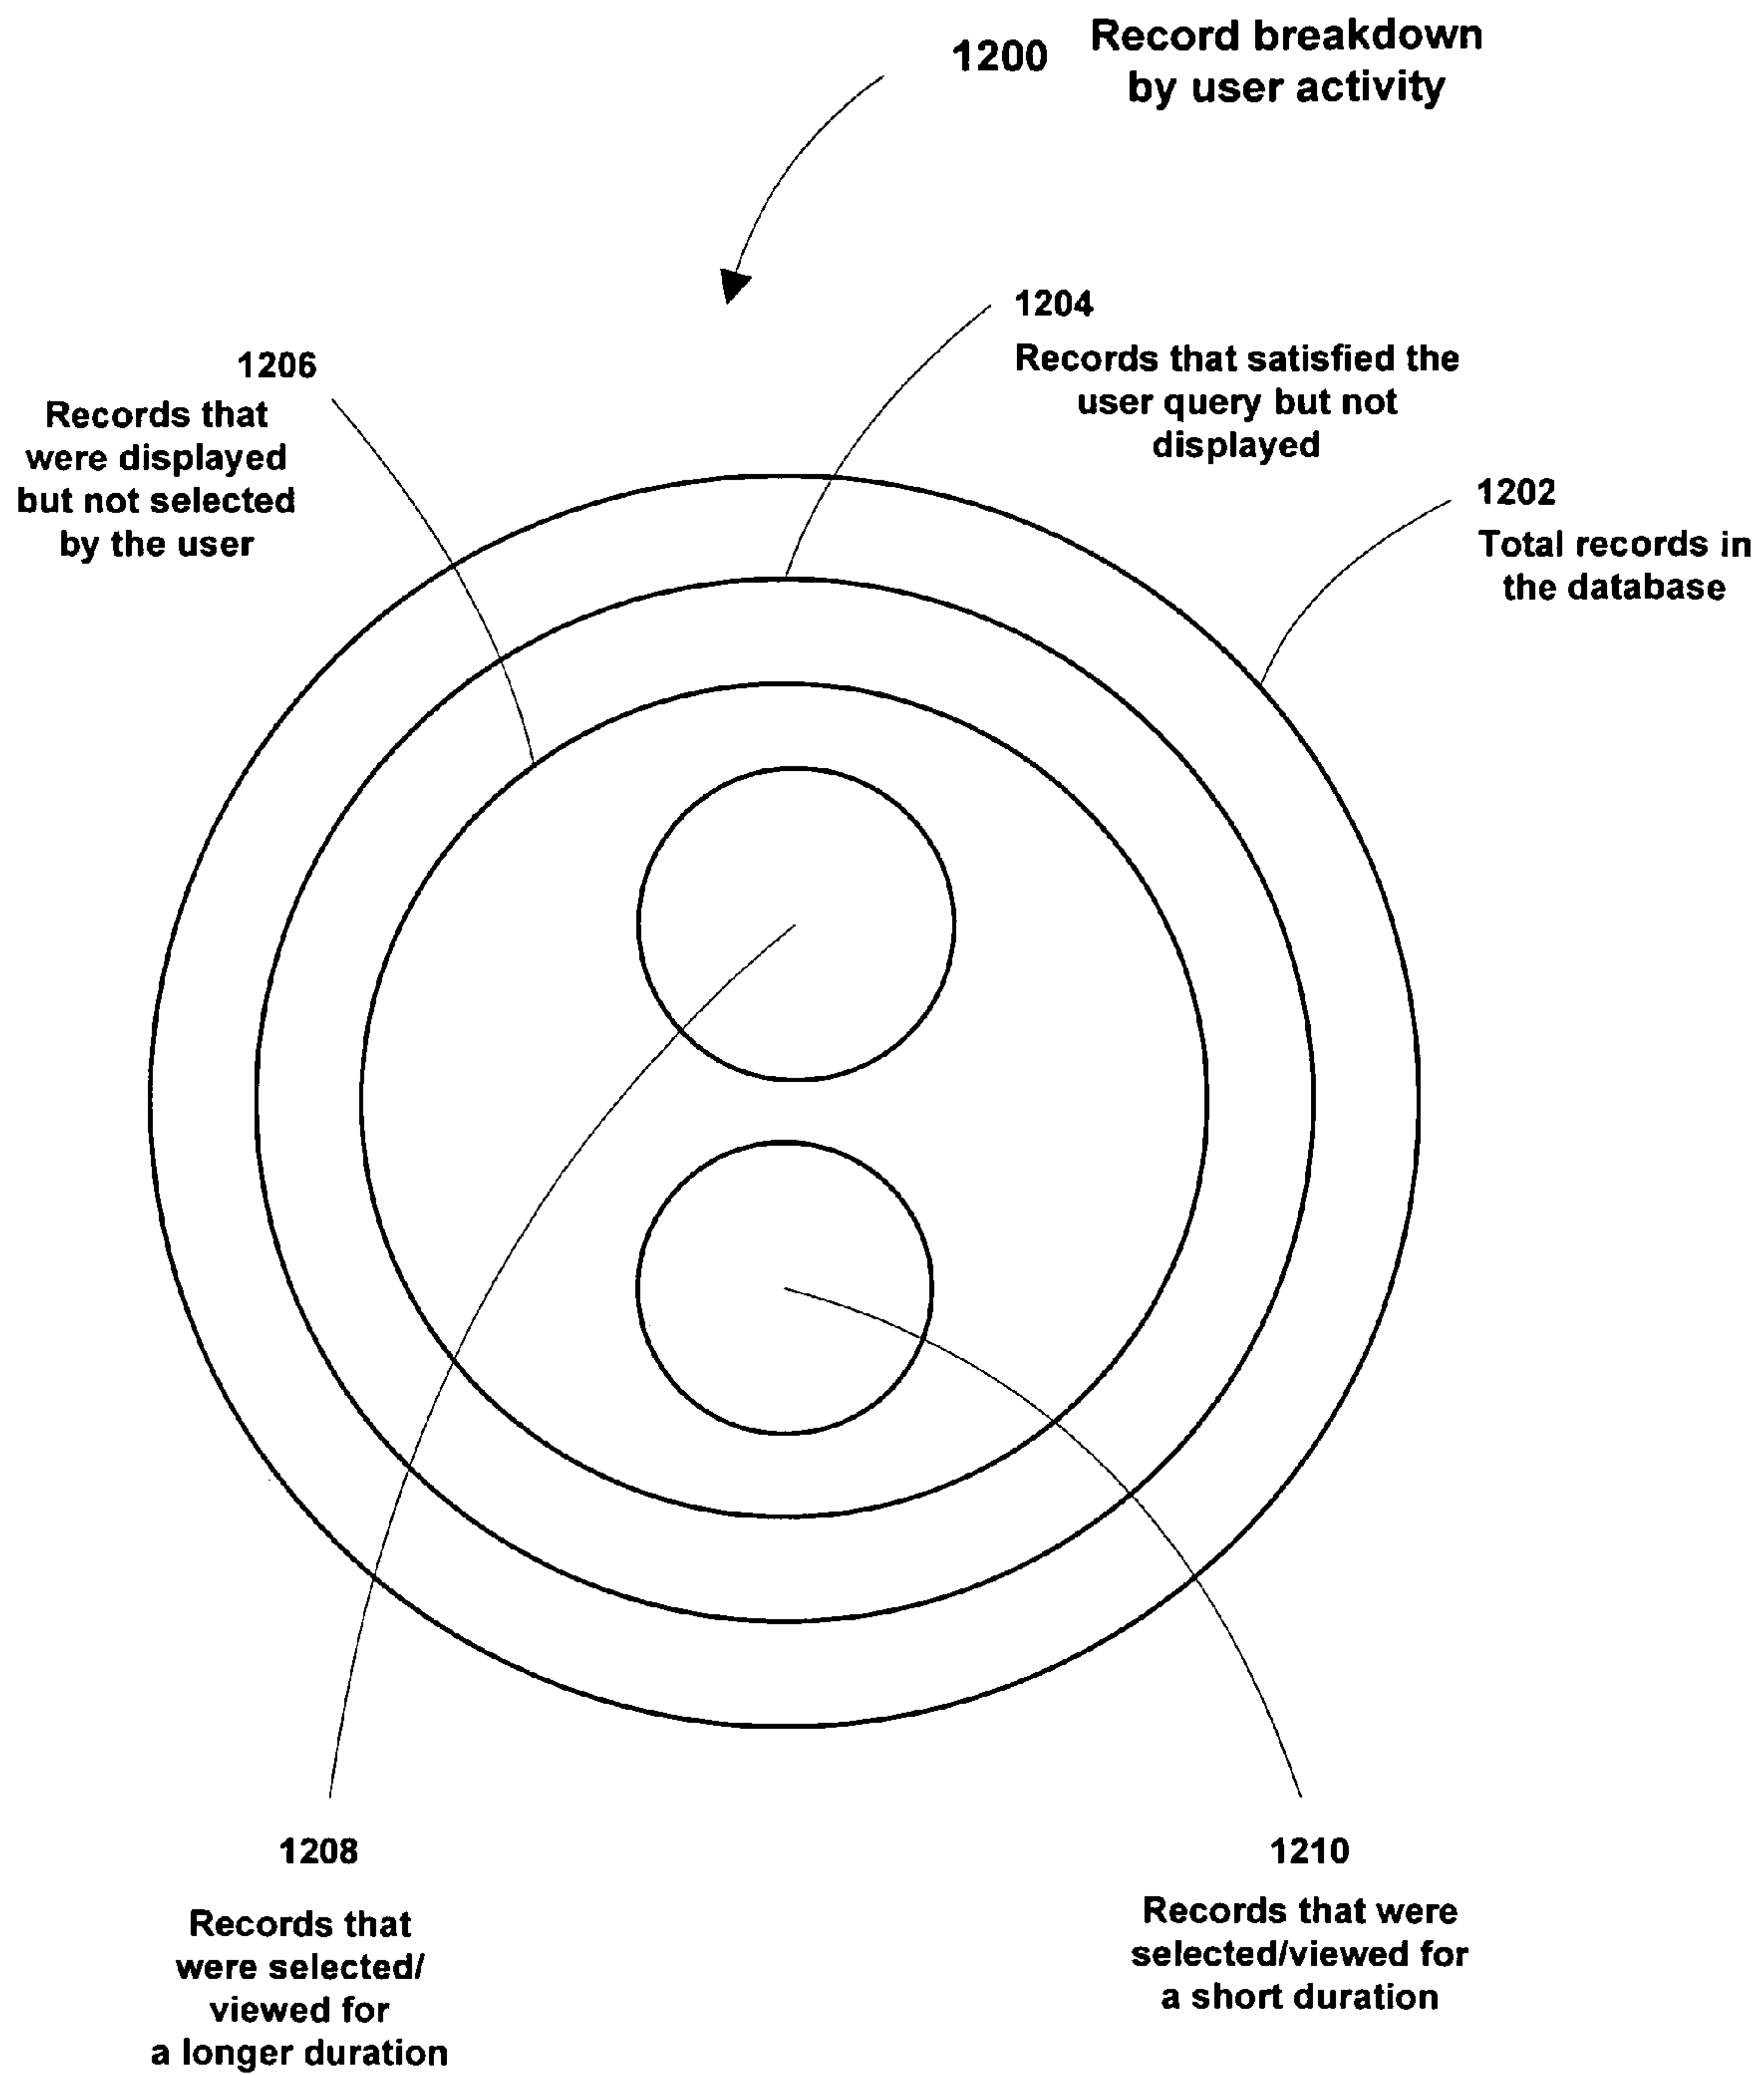 1200
Record breakdown
by user activity
1204
Records that satisfied the
user query but not
displayed
1206
Records that
were displayed
but not selected
by the user
1202
Total records in
the database
1208
Records that
were selected/
viewed for
a longer duration
1210
Records that were
selected/viewed for
a short duration